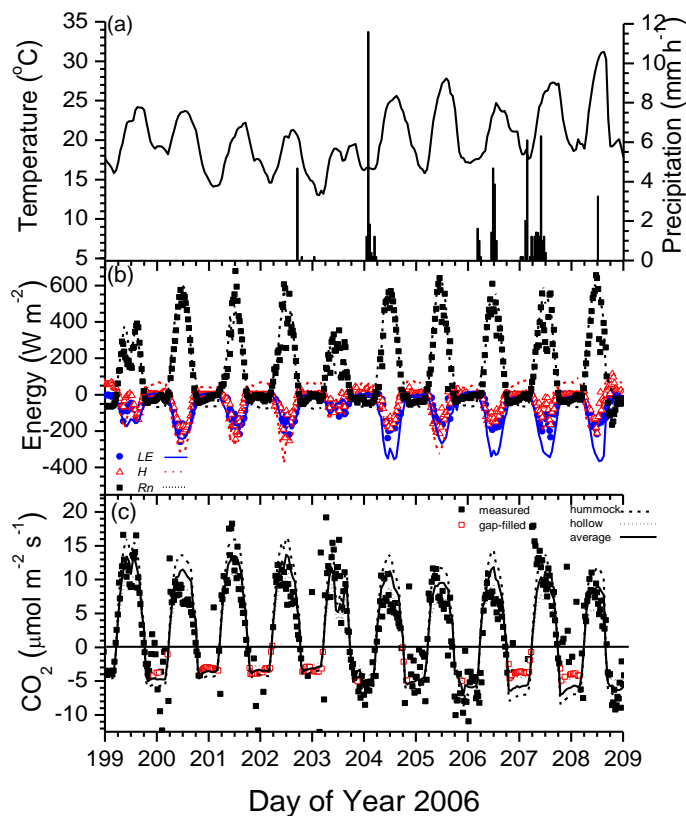 (a)
Temperature (°C)
35
30
25
20
15
10
5
Precipitation (mm h⁻¹)
12
10
8
6
4
2
0
(b)
Energy (W m⁻²)
600
400
200
0
-200
-400
LE
H
Rn
(c)
CO₂ (μmol m⁻² s⁻¹)
20
15
10
5
0
-5
-10
measured
gap-filled
hummock
hollow
average
199 200 201 202 203 204 205 206 207 208 209
Day of Year 2006